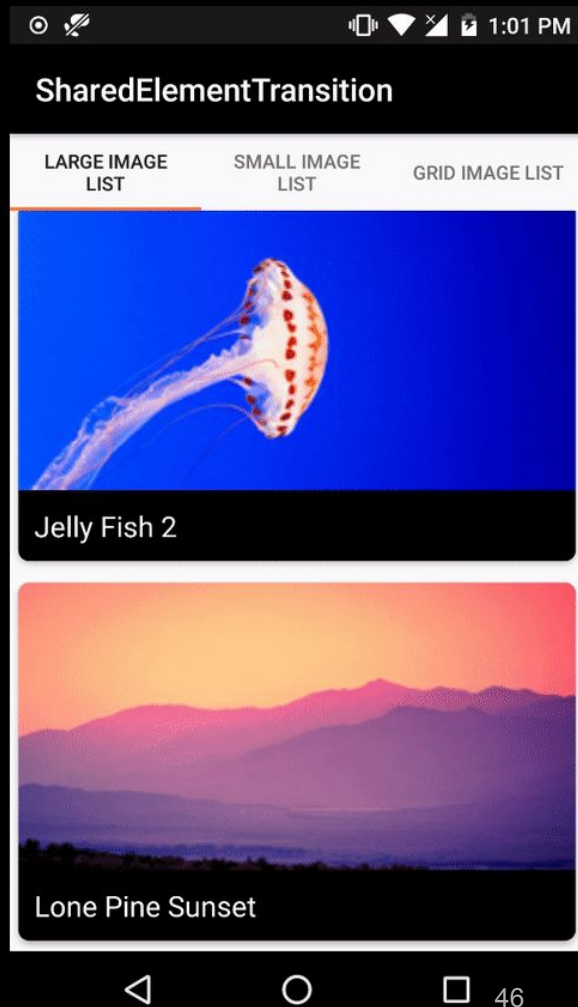 1:01 PM
SharedElementTransition
LARGE IMAGE
LIST
SMALL IMAGE
LIST
GRID IMAGE LIST
Jelly Fish 2
Lone Pine Sunset
46